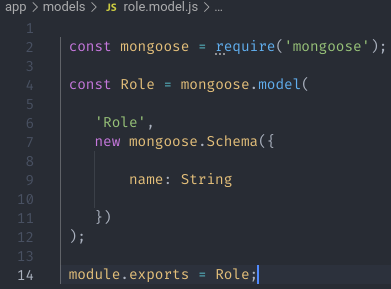 app > models > JS role.model.js > ...
1
2 const mongoose = require('mongoose');
3
4 const Role = mongoose.model(
5
6 'Role',
7 new mongoose.Schema({
8
9 name: String
10
11 })
12 );
13
14 module.exports = Role;